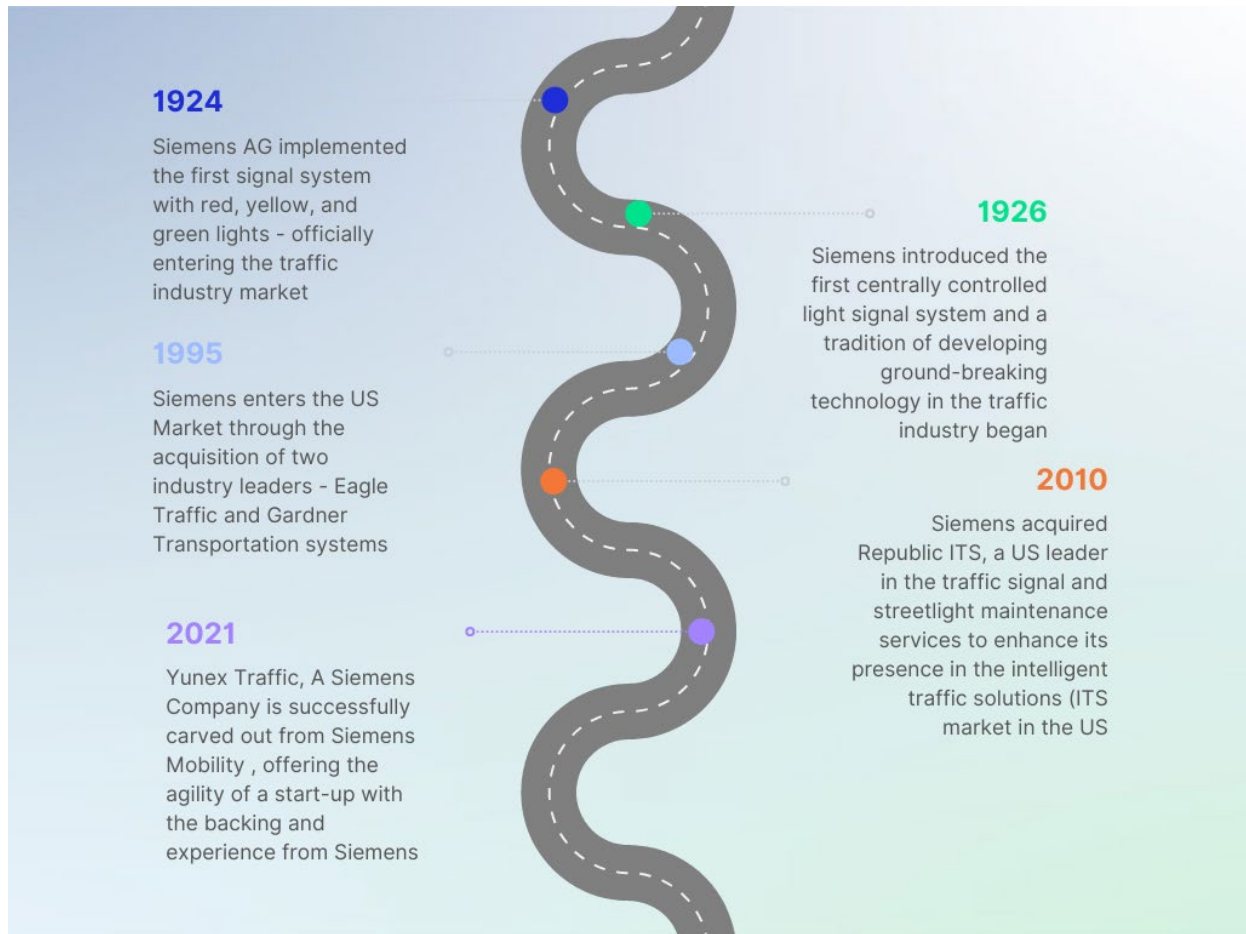 1924
Siemens AG implemented
the first signal system
with red, yellow, and
green lights - officially
entering the traffic
industry market
1926
Siemens introduced the
first centrally controlled
light signal system and a
tradition of developing
ground-breaking
technology in the traffic
industry began
1995
Siemens enters the US
Market through the
acquisition of two
industry leaders - Eagle
Traffic and Gardner
Transportation systems
2010
Siemens acquired
Republic ITS, a US leader
in the traffic signal and
streetlight maintenance
services to enhance its
presence in the intelligent
traffic solutions (ITS
market in the US
2021
Yunex Traffic, A Siemens
Company is successfully
carved out from Siemens
Mobility , offering the
agility of a start-up with
the backing and
experience from Siemens